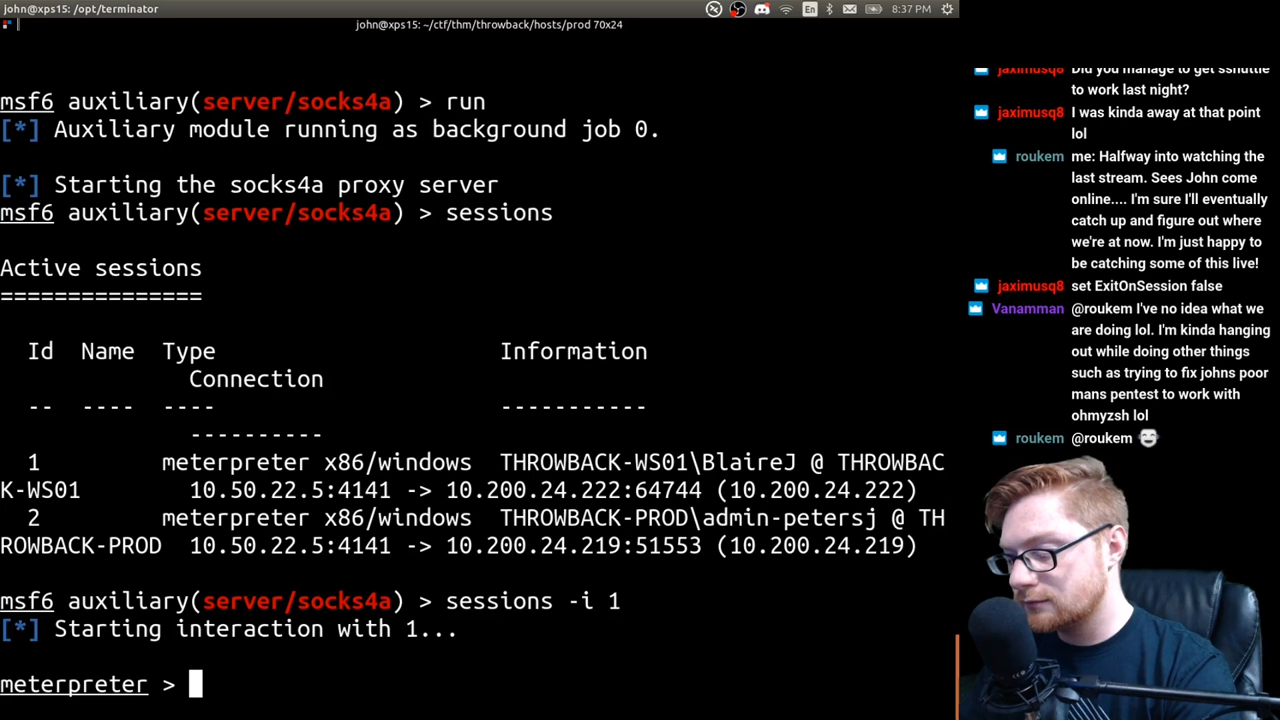 john@xps15: /opt/terminator
En
8:37 PM
john@xps15: ~/ctf/thm/throwback/hosts/prod 70x24
msf6 auxiliary(server/socks4a) > run
[*] Auxiliary module running as background job 0.
[*] Starting the socks4a proxy server
msf6 auxiliary(server/socks4a) > sessions
Active sessions
===============
Id Name Type Information
Connection
-- ---- ---- -----------
----------
1 meterpreter x86/windows THROWBACK-WS01\BlaireJ @ THROWBAC
K-WS01 10.50.22.5:4141 -> 10.200.24.222:64744 (10.200.24.222)
2 meterpreter x86/windows THROWBACK-PROD\admin-petersj @ TH
ROWBACK-PROD 10.50.22.5:4141 -> 10.200.24.219:51553 (10.200.24.219)
msf6 auxiliary(server/socks4a) > sessions -i 1
[*] Starting interaction with 1...
meterpreter >
jaximusq8 Did you manage to get sshuttle
to work last night?
jaximusq8 I was kinda away at that point
lol
roukem me: Halfway into watching the
last stream. Sees John come
online.... I'm sure I'll eventually
catch up and figure out where
we're at now. I'm just happy to
be catching some of this live!
jaximusq8 set ExitOnSession false
Vanamman @roukem I've no idea what we
are doing lol. I'm kinda hanging
out while doing other things
such as trying to fix johns poor
mans pentest to work with
ohmyzsh lol
roukem @roukem